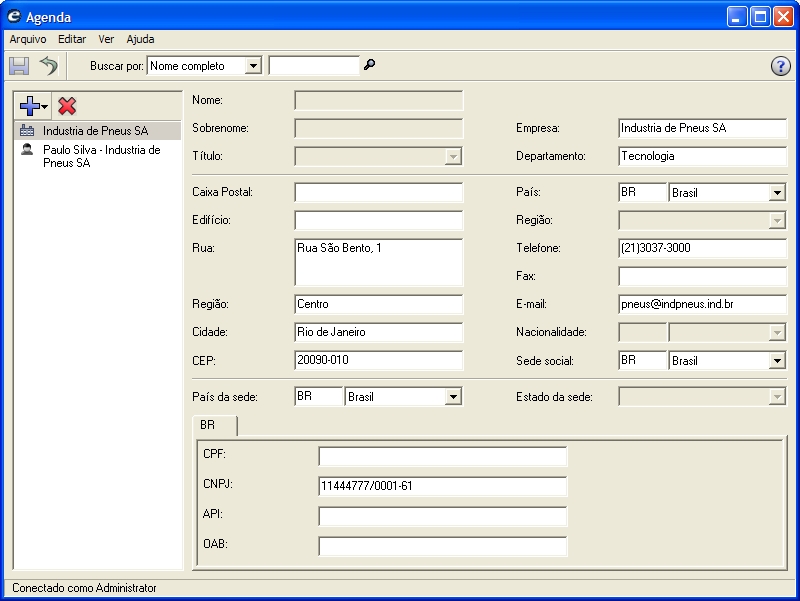 Agenda
Arquivo Editar Ver Ajuda
Buscar por: Nome completo
Industria de Pneus SA
Paulo Silva - Industria de
Pneus SA
Nome:
Sobrenome: Empresa: Industria de Pneus SA
Título: Departamento: Tecnologia
Caixa Postal: País: BR Brasil
Edifício: Região:
Rua: Rua São Bento, 1 Telefone: (21)3037-3000
Fax:
Região: Centro E-mail: pneus@indpneus.ind.br
Cidade: Rio de Janeiro Nacionalidade:
CEP: 20090-010 Sede social: BR Brasil
País da sede: BR Brasil Estado da sede:
BR
CPF:
CNPJ: 11444777/0001-61
API:
OAB:
Conectado como Administrator